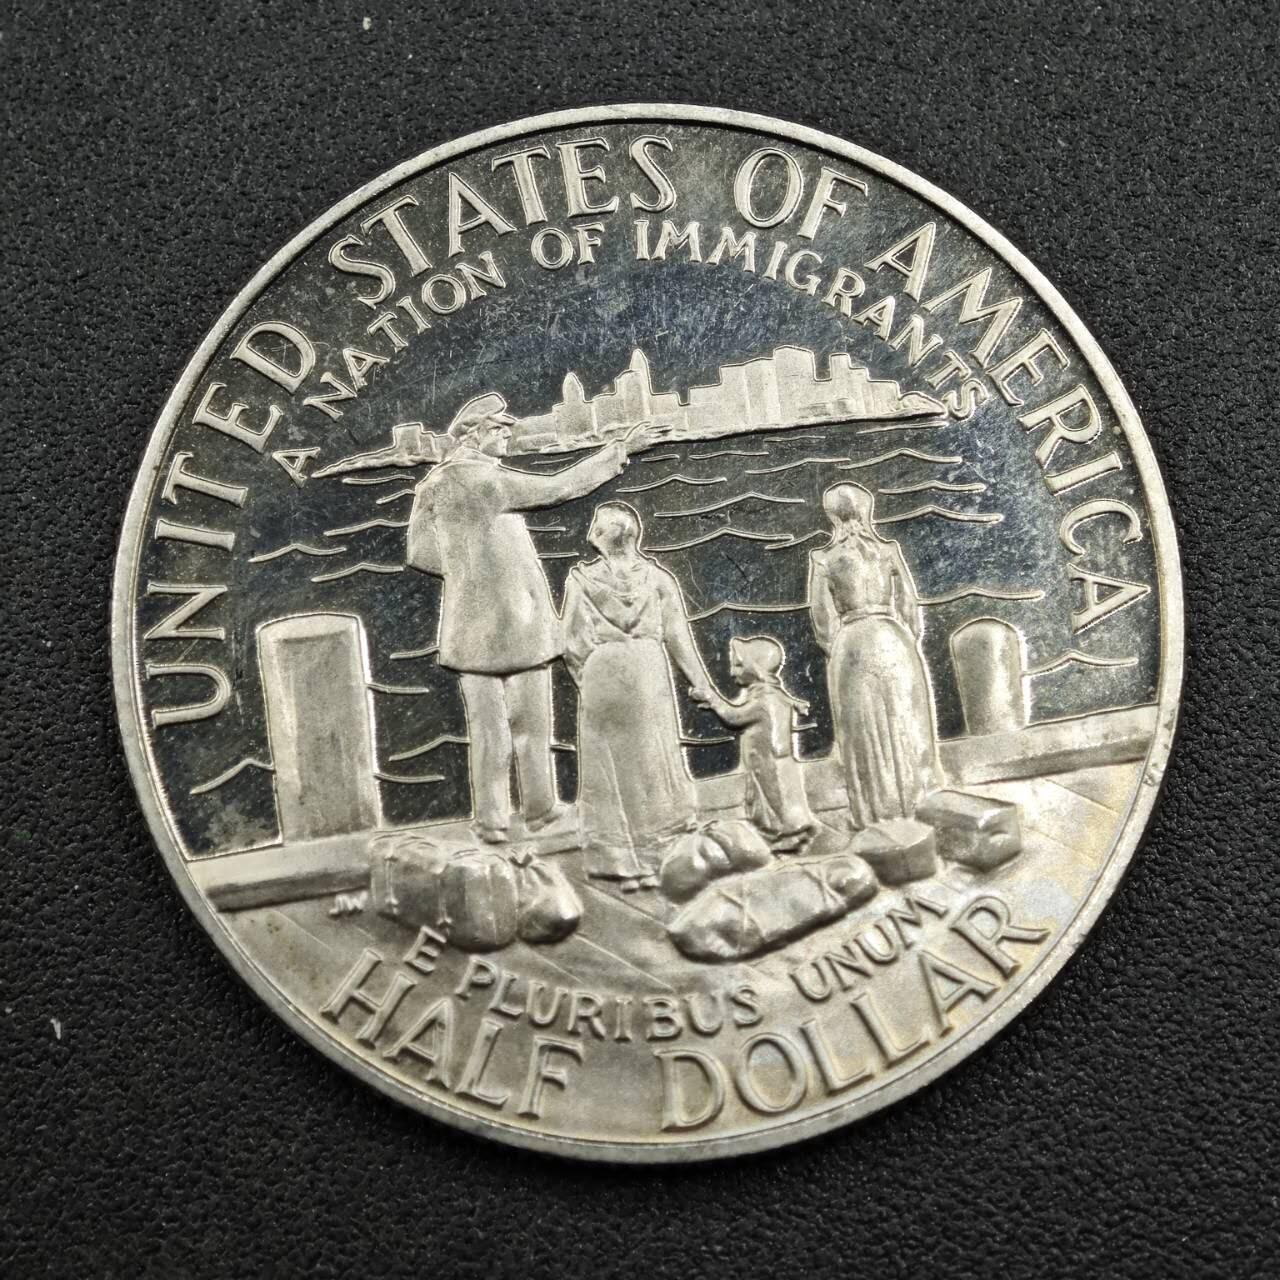 UNITED STATES OF AMERICA
A NATION OF IMMIGRANTS
JW
E PLURIBUS UNUM
HALF DOLLAR